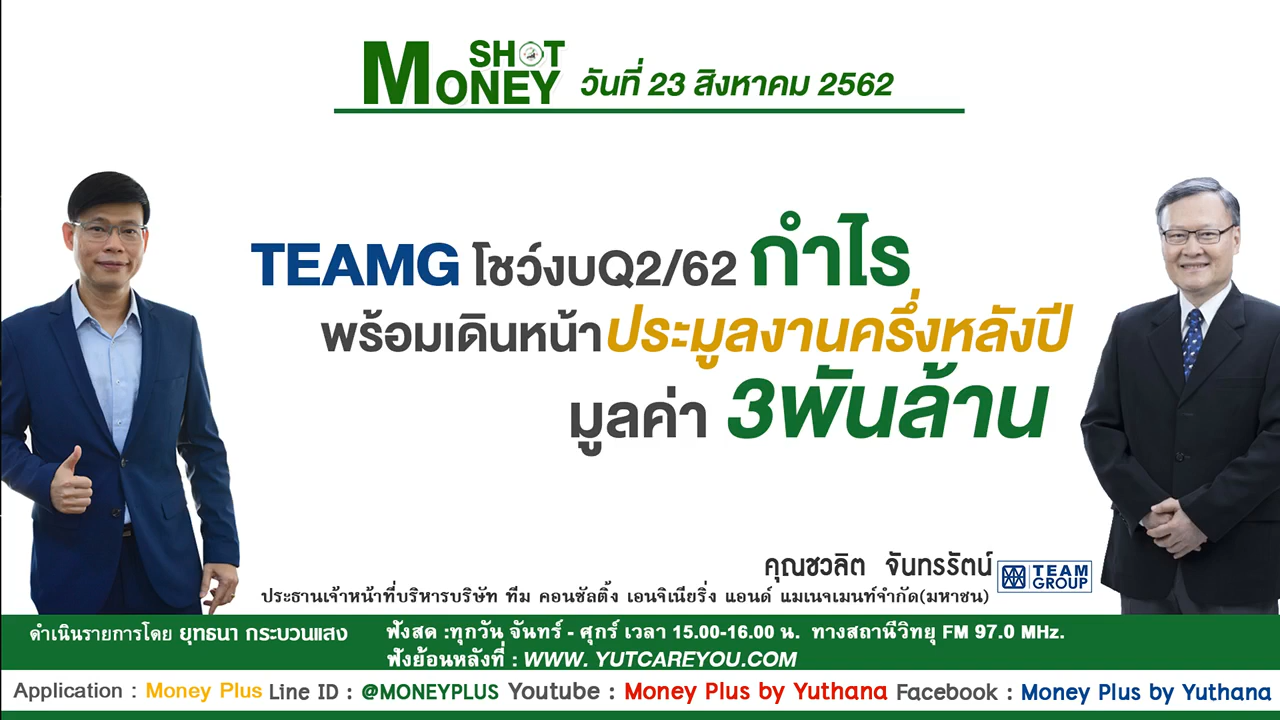 MONEY SHOT วันที่ 23 สิงหาคม 2562
TEAMG โชว์งบQ2/62 กำไร
พร้อมเดินหน้าประมูลงานครึ่งหลังปี
มูลค่า 3พันล้าน
คุณชวลิต จันทรรัตน์ TEAM GROUP
ประธานเจ้าหน้าที่บริหารบริษัท ทีม คอนซัลติ้ง เอนจิเนียริ่ง แอนด์ แมเนจเมนท์จำกัด(มหาชน)
ดำเนินรายการโดย ยุทธนา กระบวนแสง
ฟังสด :ทุกวัน จันทร์ - ศุกร์ เวลา 15.00-16.00 น. ทางสถานีวิทยุ FM 97.0 MHz.
ฟังย้อนหลังที่ : WWW. YUTCAREYOU.COM
Application : Money Plus Line ID : @MONEYPLUS Youtube : Money Plus by Yuthana Facebook : Money Plus by Yuthana